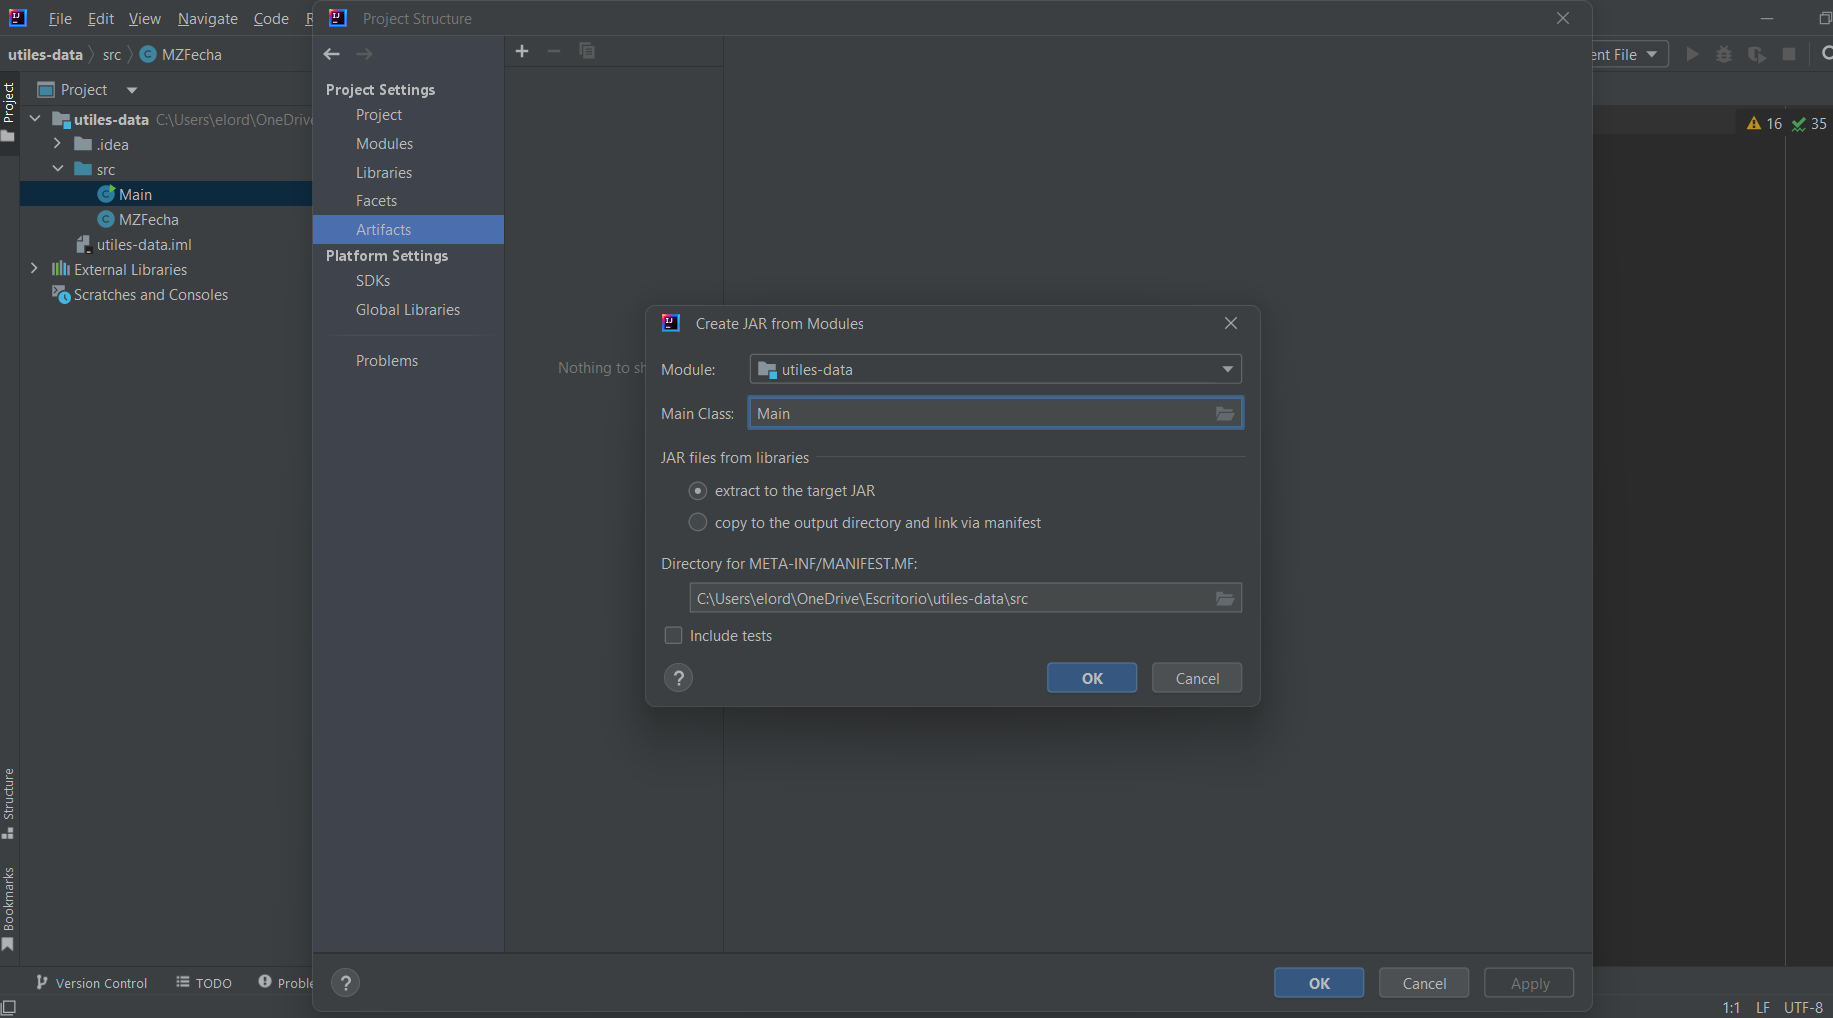 File Edit View Navigate Code
Project Structure
utiles-data src MZFecha
ent File
Project
Project
utiles-data C:\Users\elord\OneDrive
16 35
.idea
src
Main
MZFecha
utiles-data.iml
External Libraries
Scratches and Consoles
Project Settings
Project
Modules
Libraries
Facets
Artifacts
Platform Settings
SDKs
Global Libraries
Problems
Nothing to sh
Create JAR from Modules
Module: utiles-data
Main Class: Main
JAR files from libraries
extract to the target JAR
copy to the output directory and link via manifest
Directory for META-INF/MANIFEST.MF:
C:\Users\elord\OneDrive\Escritorio\utiles-data\src
Include tests
? OK Cancel
Structure
Bookmarks
Version Control TODO Proble
? OK Cancel Apply
1:1 LF UTF-8